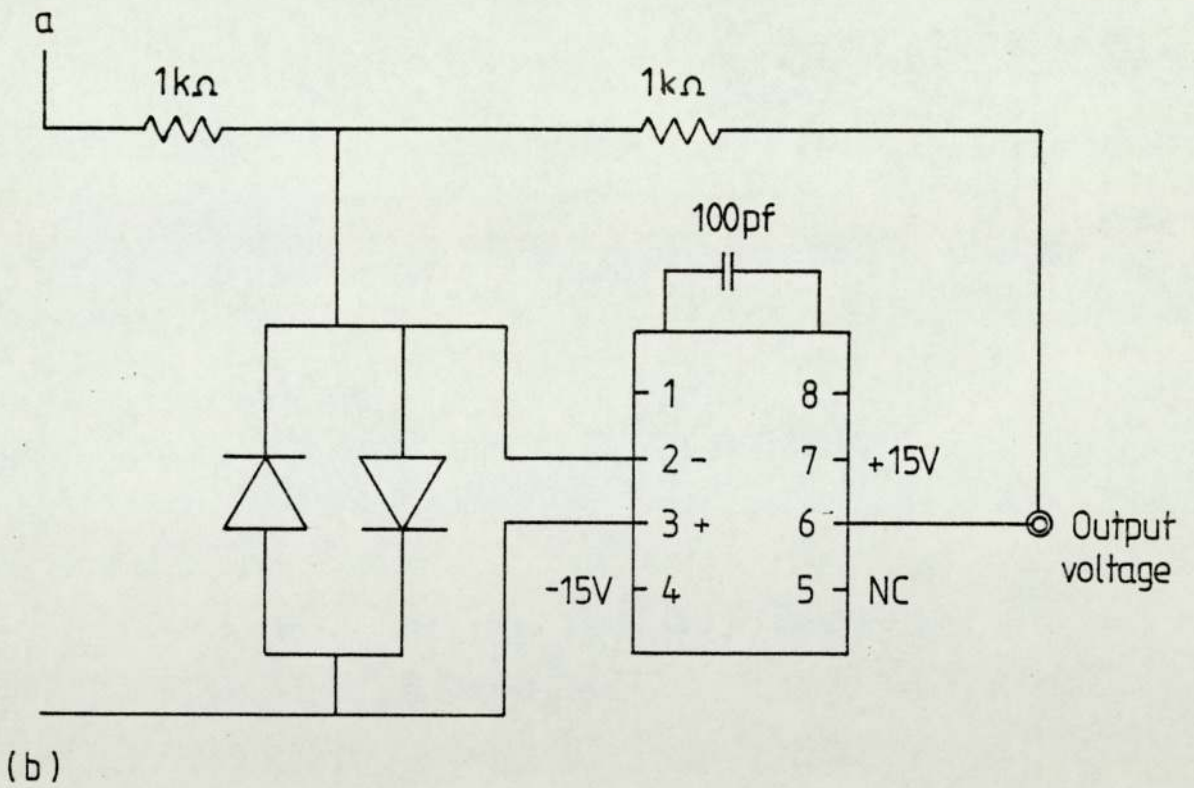 a
1kΩ 1kΩ
100pf
1 8
2 - 7 +15V
3 + 6 Output
voltage
-15V 4 5 NC
(b)